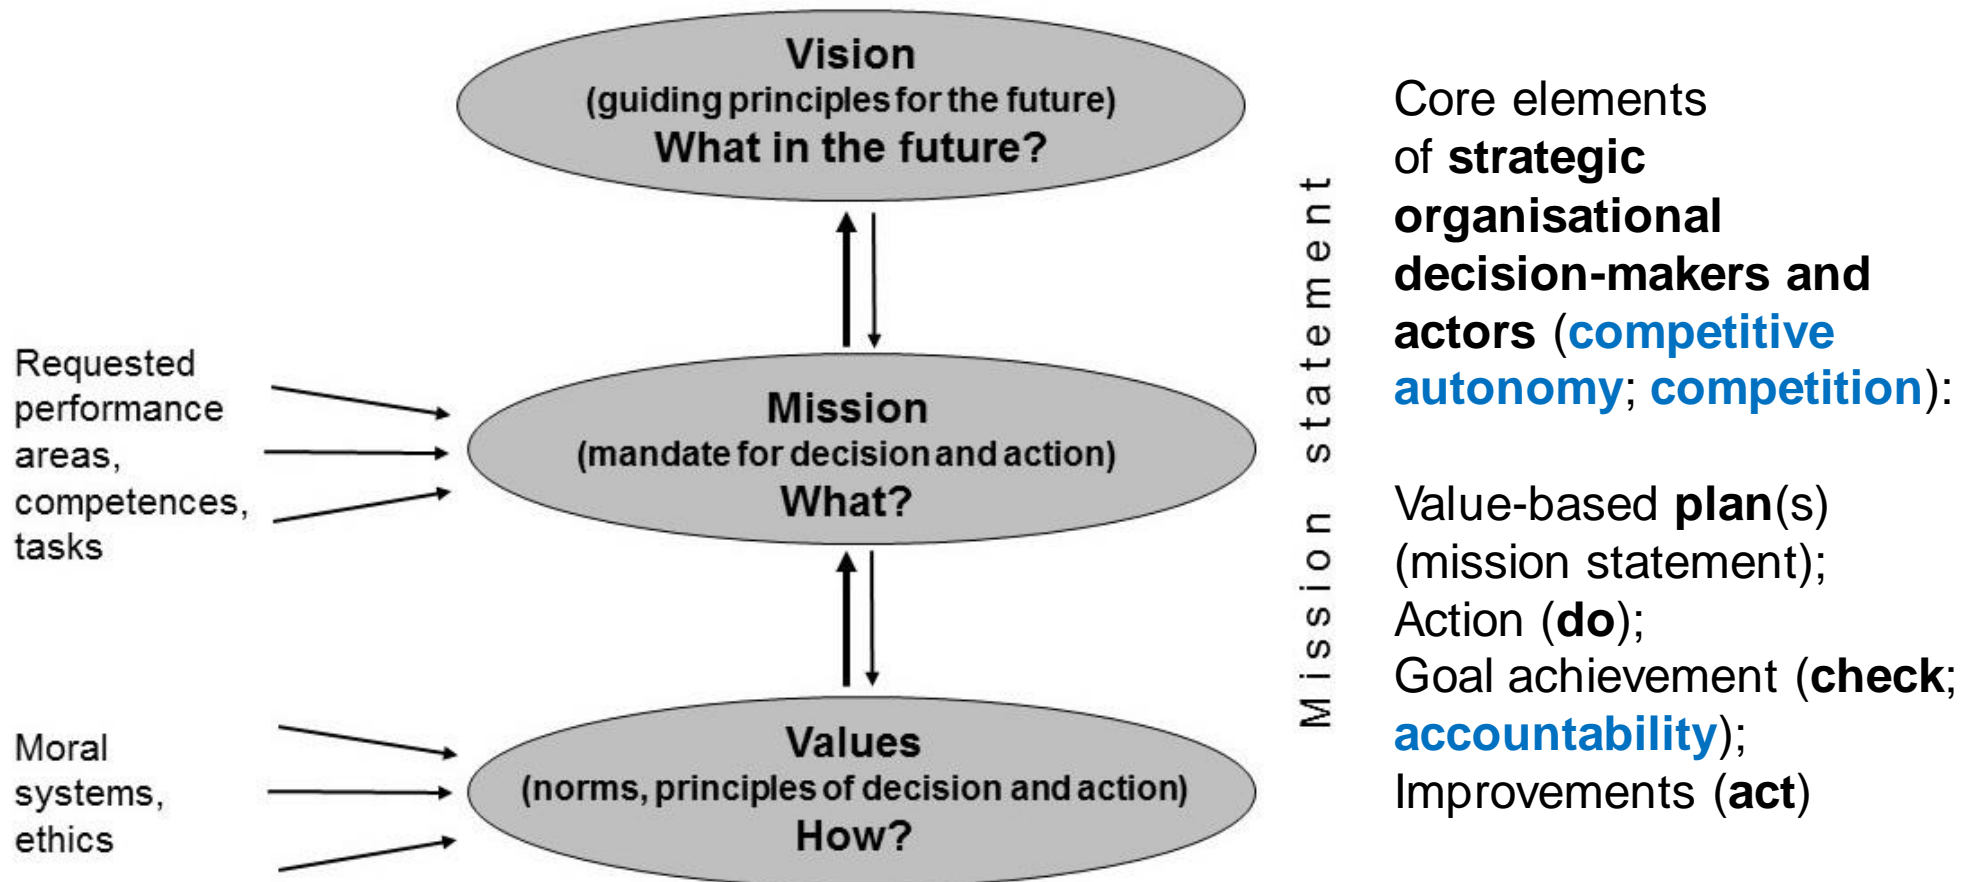 Vision
(guiding principles for the future)
What in the future?
Requested
performance
areas,
competences,
tasks
Mission
(mandate for decision and action)
What?
Moral
systems,
ethics
Values
(norms, principles of decision and action)
How?
Mission statement
Core elements
of strategic
organisational
decision-makers and
actors (competitive
autonomy; competition):
Value-based plan(s)
(mission statement);
Action (do);
Goal achievement (check;
accountability);
Improvements (act)